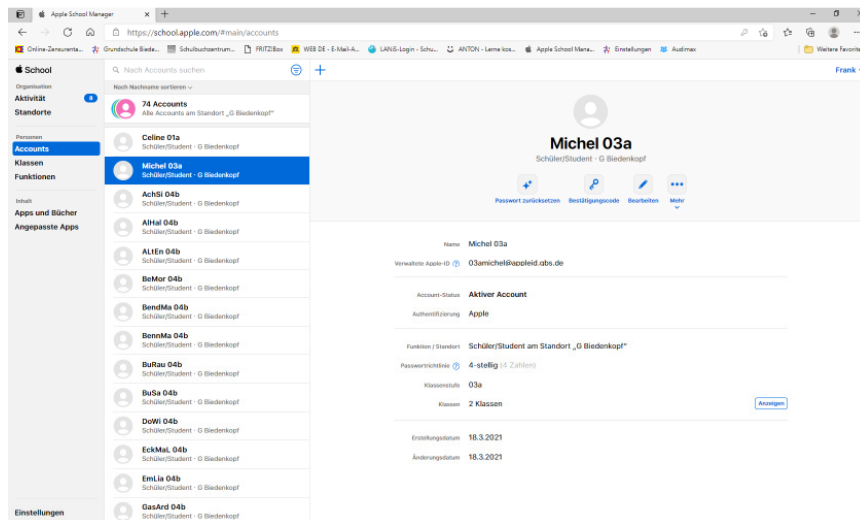 Apple School Manager
https://school.apple.com/#main/accounts
Online-Zensurenta...
Grundschule Biede...
Schulbuchzentrum...
FRITZ!Box
WEB.DE - E-Mail-A...
LANiS-Login - Schu...
ANTON - Lerne kos...
Apple School Mana...
Einstellungen
Audimax
Weitere Favoriten
School
Organisation
Aktivität
8
Standorte
Personen
Accounts
Klassen
Funktionen
Inhalt
Apps und Bücher
Angepasste Apps
Einstellungen
Nach Accounts suchen
Nach Nachname sortieren
74 Accounts
Alle Accounts am Standort „G Biedenkopf“
Celine 01a
Schüler/Student · G Biedenkopf
Michel 03a
Schüler/Student · G Biedenkopf
AchSi 04b
Schüler/Student · G Biedenkopf
AlHal 04b
Schüler/Student · G Biedenkopf
ALtEn 04b
Schüler/Student · G Biedenkopf
BeMor 04b
Schüler/Student · G Biedenkopf
BendMa 04b
Schüler/Student · G Biedenkopf
BennMa 04b
Schüler/Student · G Biedenkopf
BuRau 04b
Schüler/Student · G Biedenkopf
BuSa 04b
Schüler/Student · G Biedenkopf
DoWi 04b
Schüler/Student · G Biedenkopf
EckMaL 04b
Schüler/Student · G Biedenkopf
EmLia 04b
Schüler/Student · G Biedenkopf
GasArd 04b
Schüler/Student · G Biedenkopf
Frank
Michel 03a
Schüler/Student · G Biedenkopf
Passwort zurücksetzen
Bestätigungscode
Bearbeiten
Mehr
Name Michel 03a
Verwaltete Apple-ID 03amichel@appleid.gbs.de
Account-Status Aktiver Account
Authentifizierung Apple
Funktion / Standort Schüler/Student am Standort „G Biedenkopf“
Passwortrichtlinie 4-stellig (4 Zahlen)
Klassenstufe 03a
Klassen 2 Klassen Anzeigen
Erstellungsdatum 18.3.2021
Änderungsdatum 18.3.2021